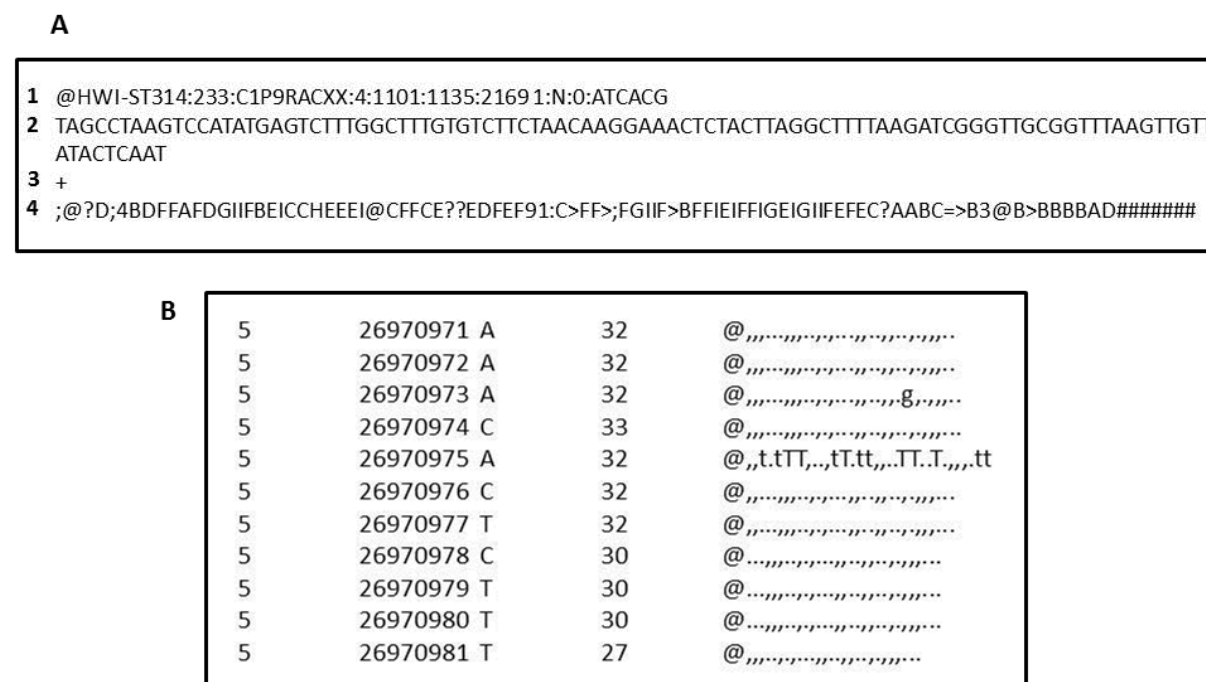 A
1 @HWI-ST314:233:C1P9RACXX:4:1101:1135:2169 1:N:0:ATCACG
2 TAGCCTAAGTCCATATGAGTCTTTGGCTTTGTGTCTTCTAACAAGGAAACTCTACTTAGGCTTTTAAGATCGGGTTGCGGTTTAAGTTGTT
ATACTCAAT
3 +
4 ;@?D;4BDFFAFDGIIFBEICCHEEEI@CFFCE??EDFEF91:C>FF>;FGIIF>BFFIEIFFIGEIGIIFEFEC?AABC=>B3@B>BBBBAD#######
B
5 26970971 A 32 @,,,...,,,..,.,...,,..,,..,.,,,..
5 26970972 A 32 @,,,...,,,..,.,...,,..,,..,.,,,..
5 26970973 A 32 @,,,...,,,..,.,...,,..,,.g,.,,,..
5 26970974 C 33 @,,,...,,,..,.,...,,..,,..,.,,,...
5 26970975 A 32 @,,t.tTT,..,tT.tt,,..TT..T.,,,.tt
5 26970976 C 32 @,,...,,,..,.,...,,..,,..,.,,,...
5 26970977 T 32 @,,...,,,..,.,...,,..,,..,.,,,...
5 26970978 C 30 @...,,,..,.,...,,..,,..,.,,,...
5 26970979 T 30 @...,,,..,.,...,,..,,..,.,,,...
5 26970980 T 30 @...,,,..,.,...,,..,,..,.,,,...
5 26970981 T 27 @,,,..,.,...,,..,,..,.,,,...